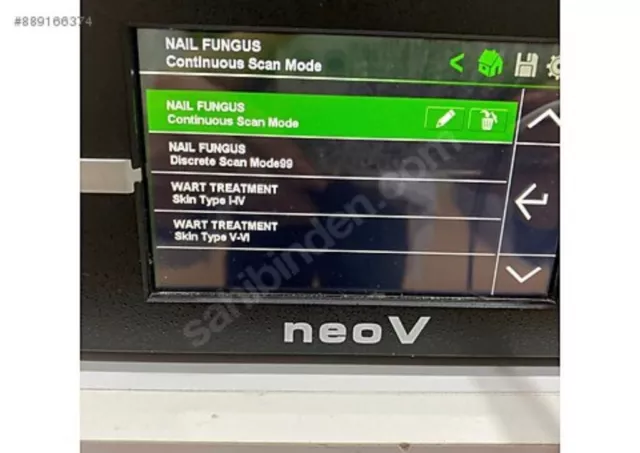 #889166374
NAIL FUNGUS
Continuous Scan Mode
NAIL FUNGUS
Continuous Scan Mode
NAIL FUNGUS
Discrete Scan Mode99
WART TREATMENT
Skin Type I-IV
WART TREATMENT
Skin Type V-VI
sahibinden.com
neoV